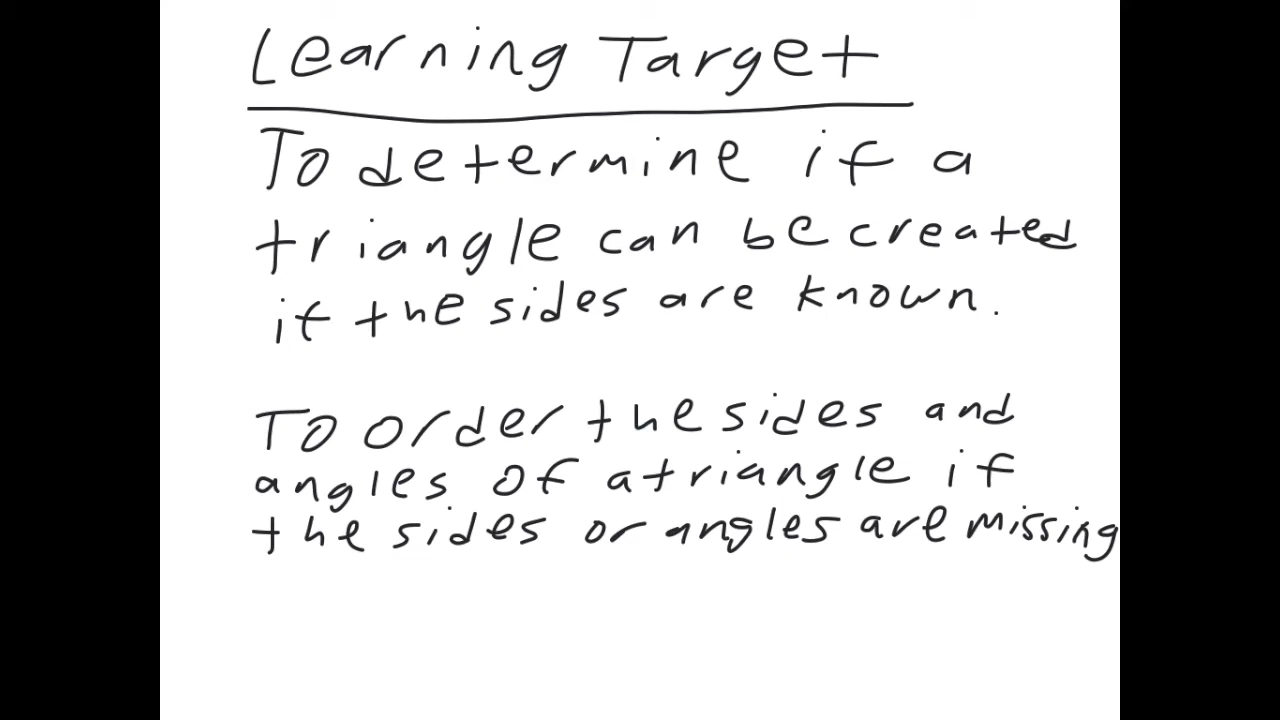 Learning Target
To determine if a
triangle can be created
if the sides are known.
To order the sides and
angles of a triangle if
the sides or angles are missing